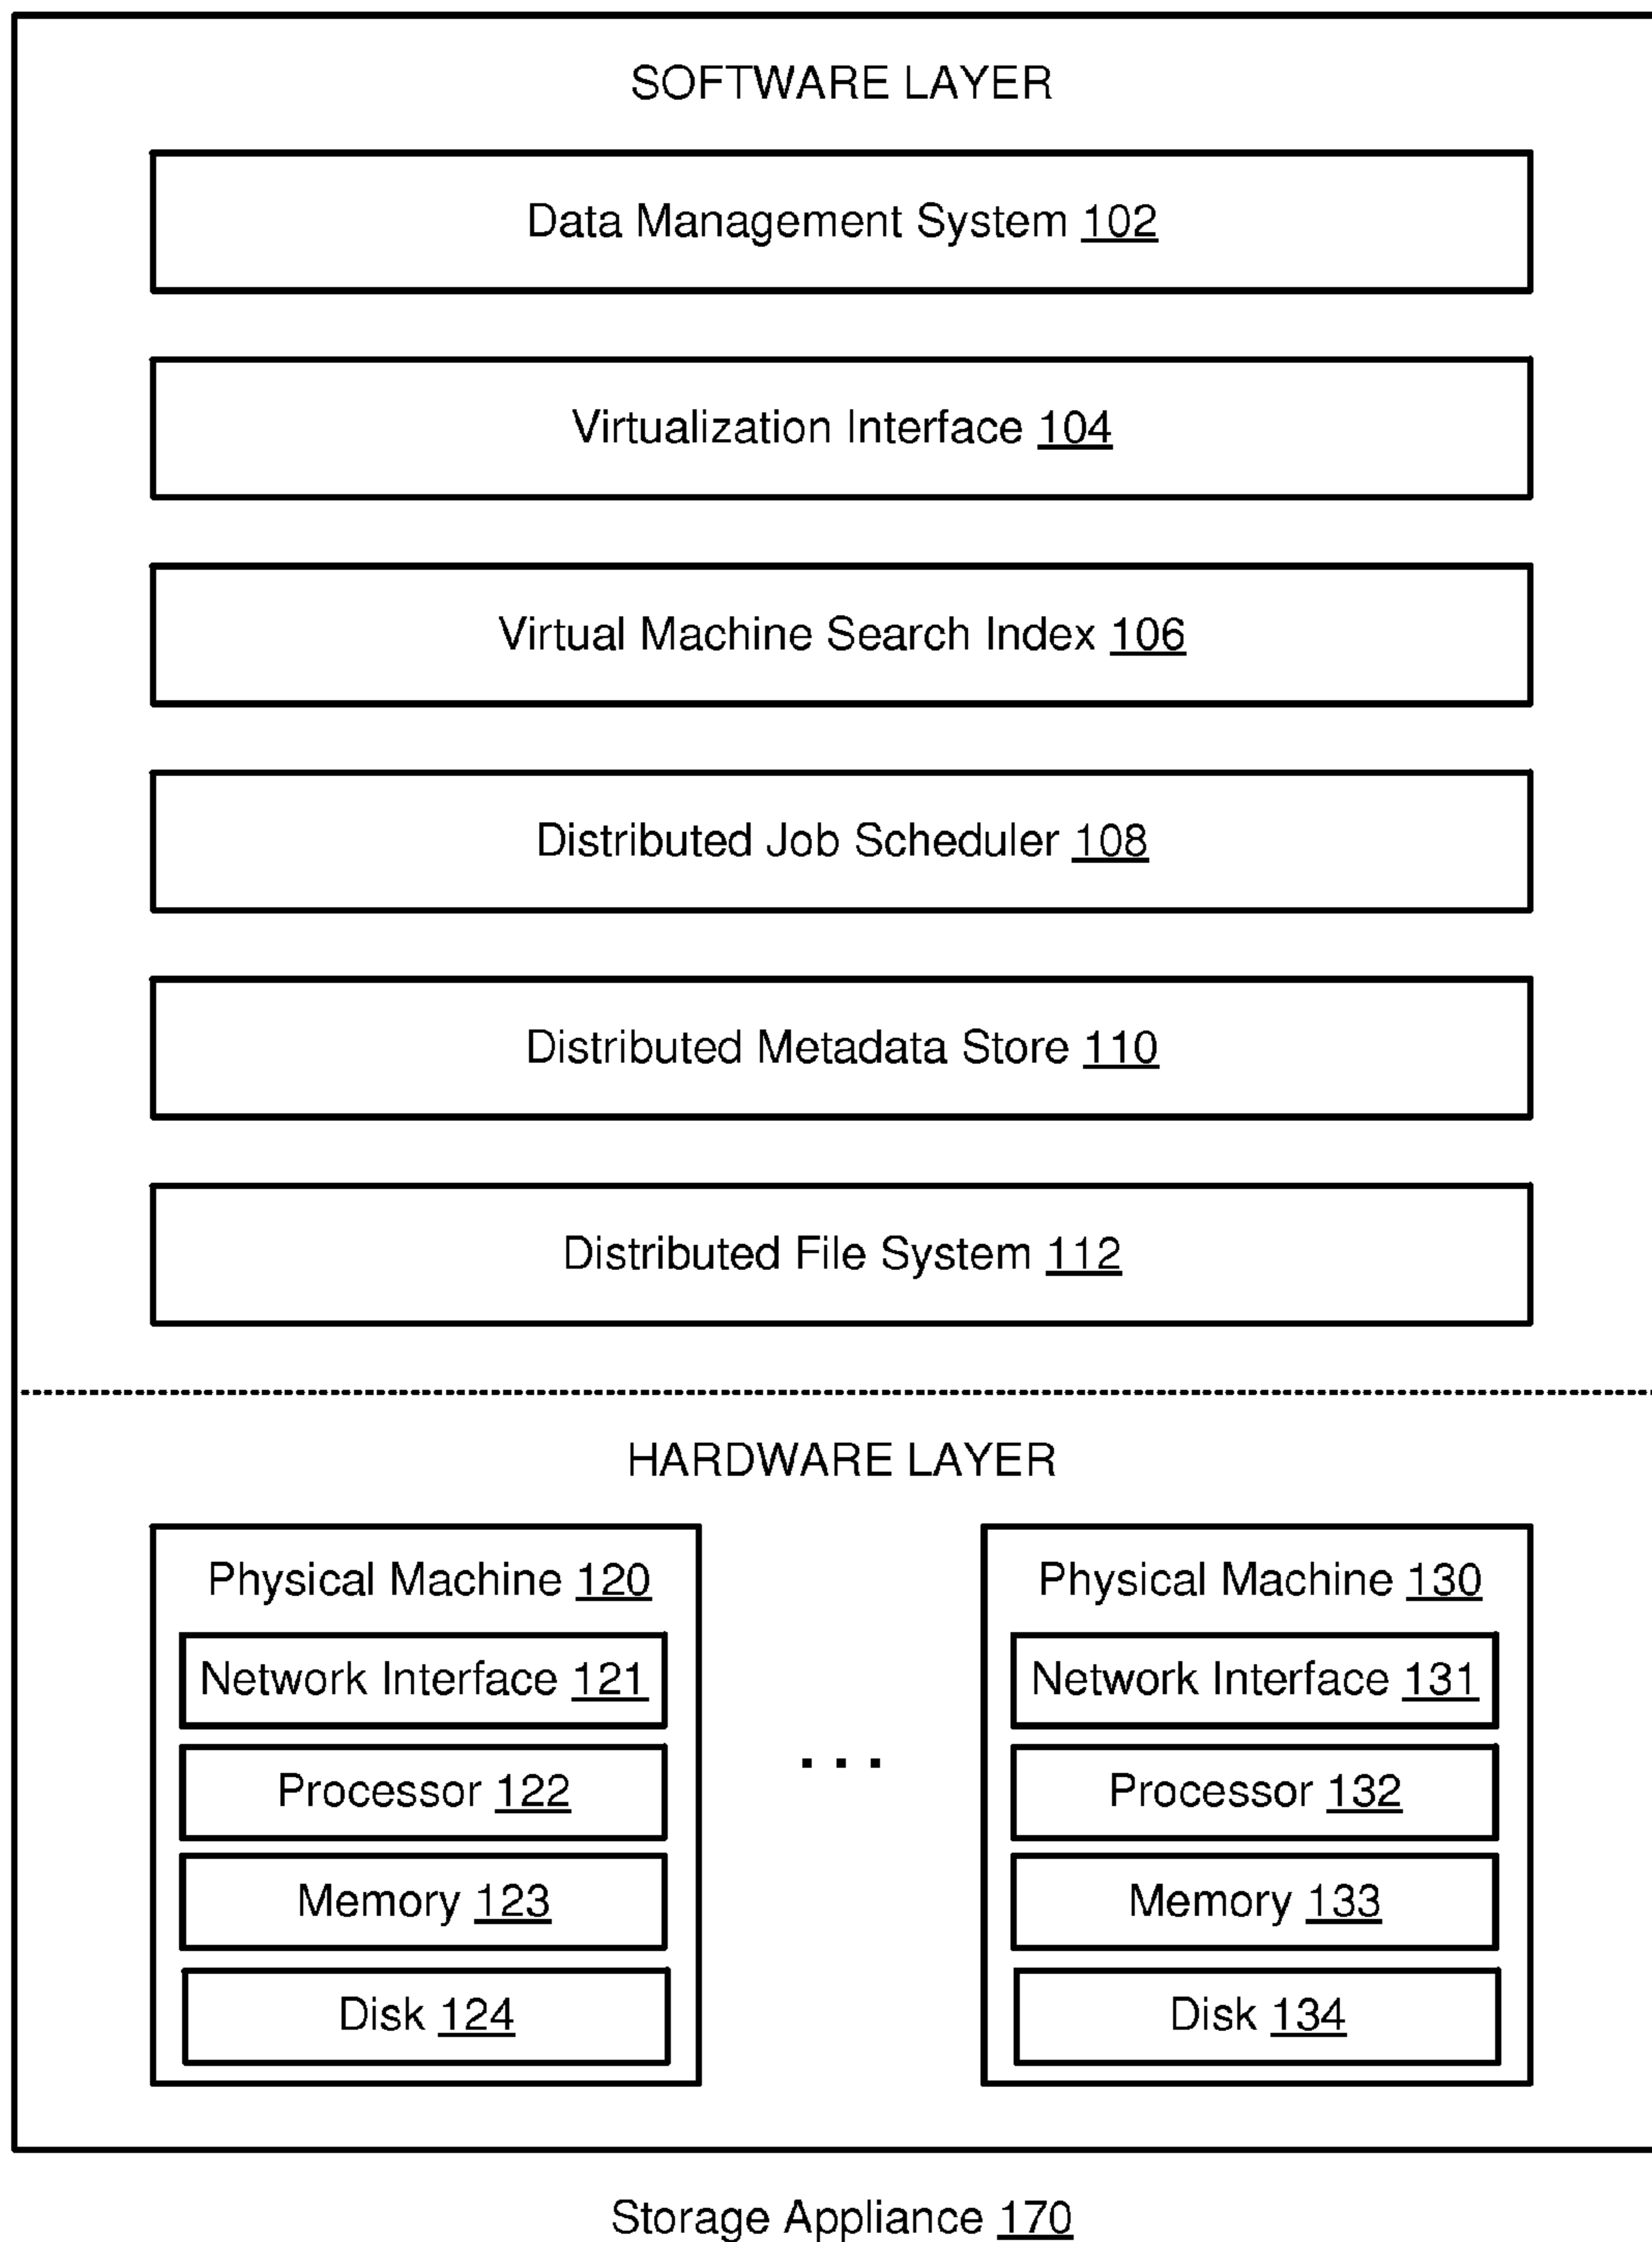 SOFTWARE LAYER
Data Management System 102
Virtualization Interface 104
Virtual Machine Search Index 106
Distributed Job Scheduler 108
Distributed Metadata Store 110
Distributed File System 112
HARDWARE LAYER
Physical Machine 120
Network Interface 121
Processor 122
Memory 123
Disk 124
...
Physical Machine 130
Network Interface 131
Processor 132
Memory 133
Disk 134
Storage Appliance 170